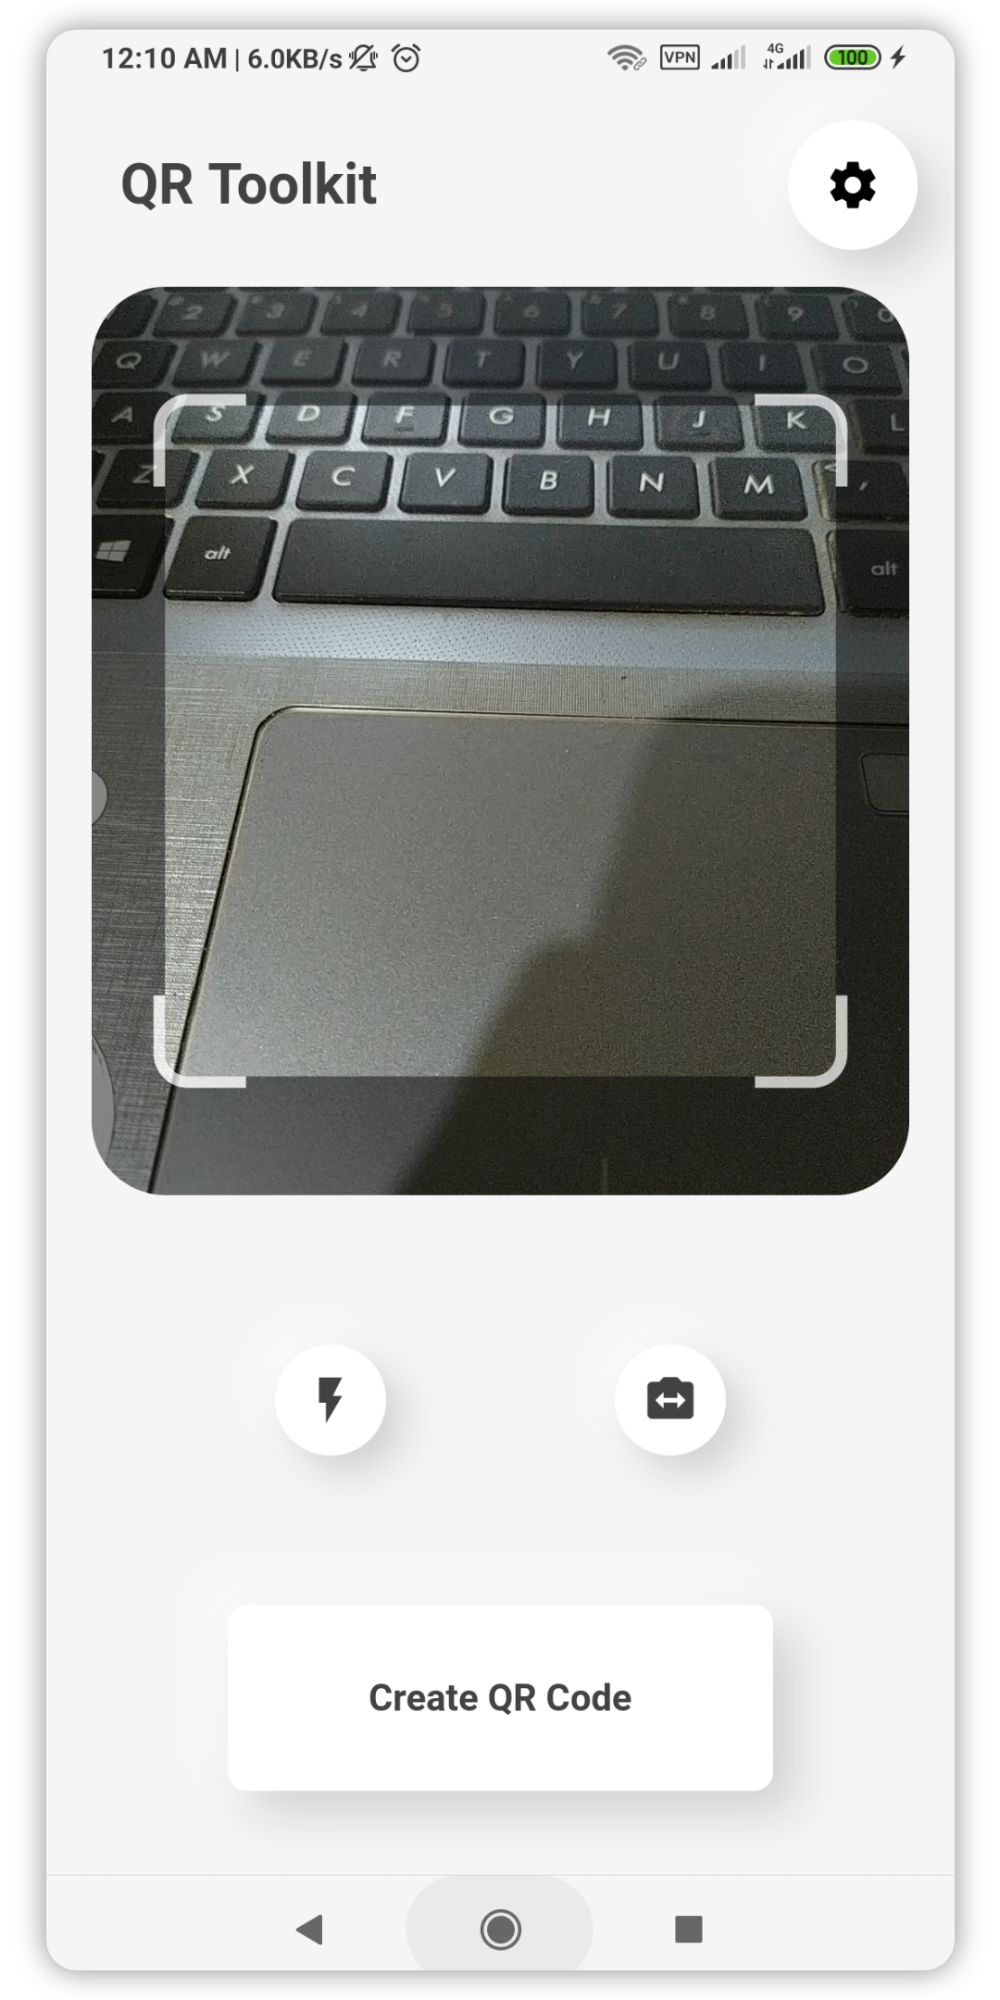 12:10 AM | 6.0KB/s VPN 4G 100
QR Toolkit
2 3 4 5 6 7 8 9 0
Q W E R T Y U I O
A S D F G H J K L
Z X C V B N M < ,
alt alt
Create QR Code